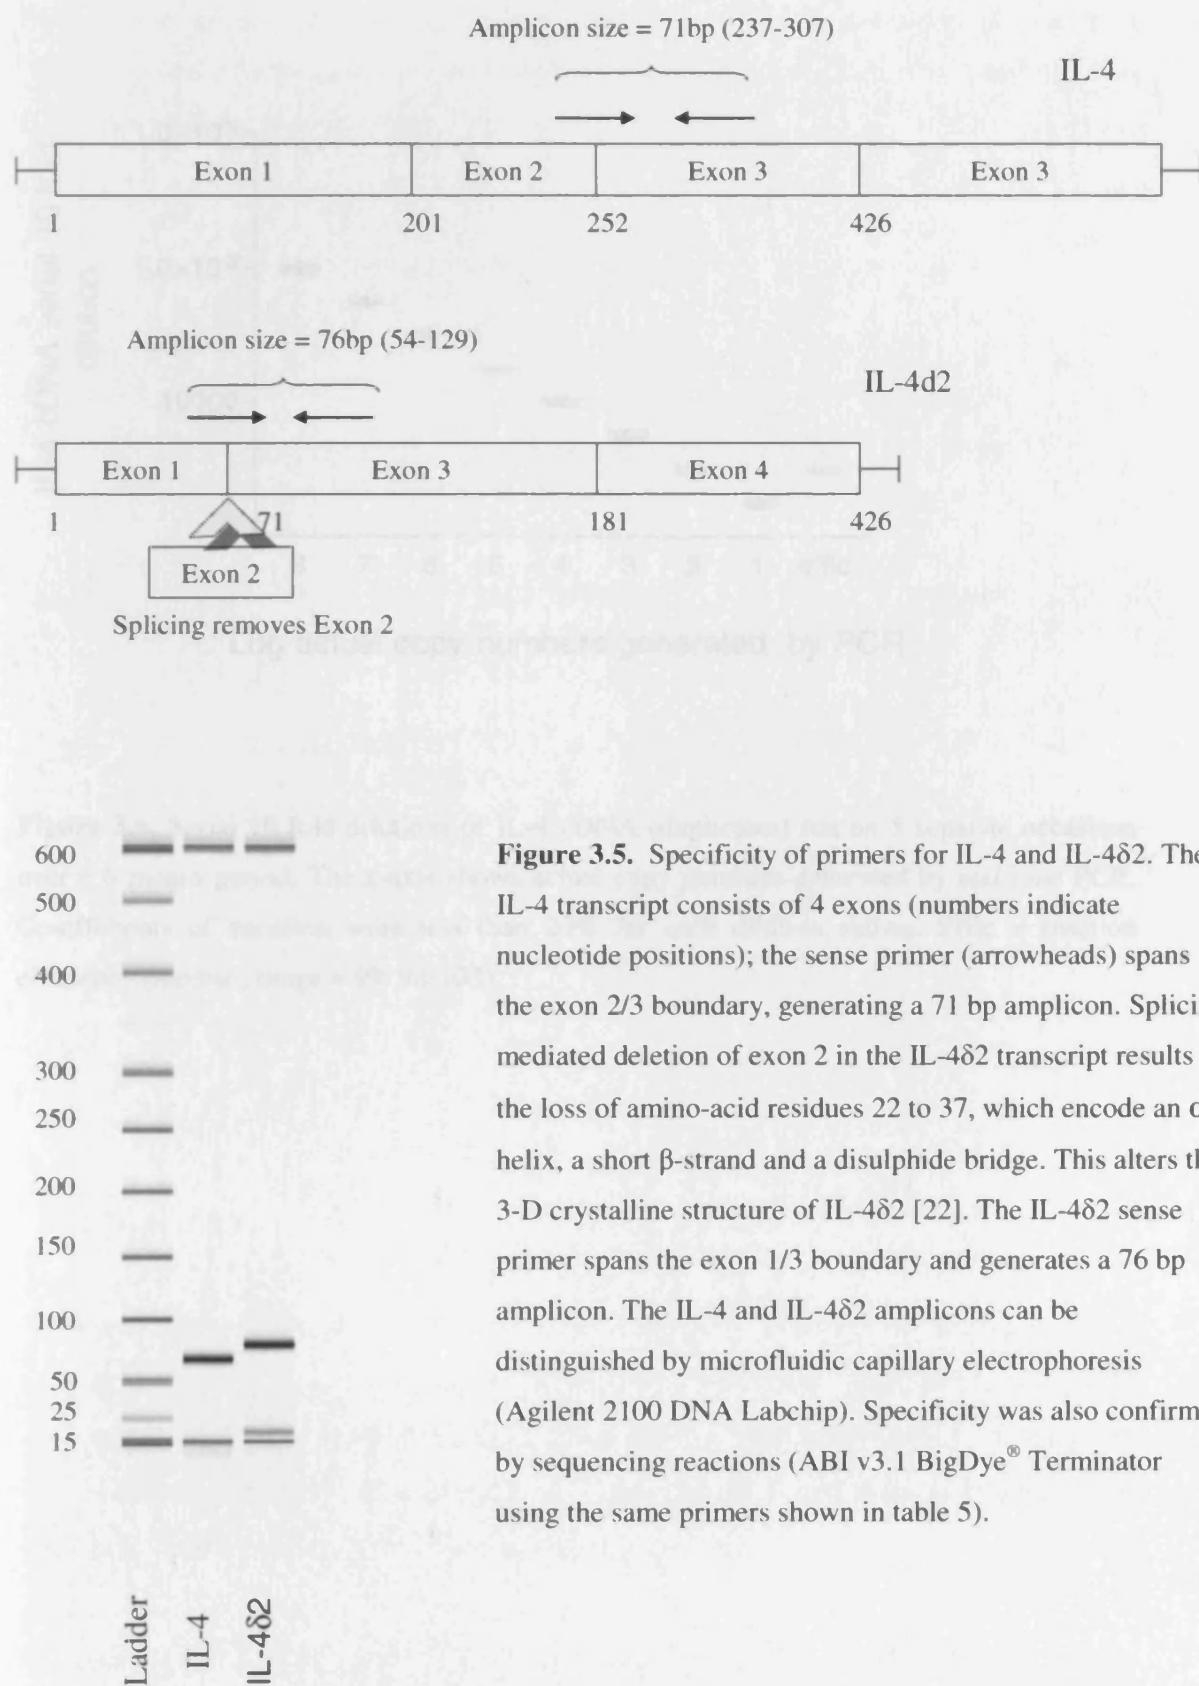 Amplicon size = 71bp (237-307)
IL-4
Exon 1 Exon 2 Exon 3 Exon 3
1 201 252 426
Amplicon size = 76bp (54-129)
IL-4d2
Exon 1 Exon 3 Exon 4
1 71 181 426
Exon 2
Splicing removes Exon 2
600
500
400
300
250
200
150
100
50
25
15
Ladder
IL-4
IL-4δ2
Figure 3.5. Specificity of primers for IL-4 and IL-4δ2. The
IL-4 transcript consists of 4 exons (numbers indicate
nucleotide positions); the sense primer (arrowheads) spans
the exon 2/3 boundary, generating a 71 bp amplicon. Splici
mediated deletion of exon 2 in the IL-4δ2 transcript results
the loss of amino-acid residues 22 to 37, which encode an
helix, a short β-strand and a disulphide bridge. This alters th
3-D crystalline structure of IL-4δ2 [22]. The IL-4δ2 sense
primer spans the exon 1/3 boundary and generates a 76 bp
amplicon. The IL-4 and IL-4δ2 amplicons can be
distinguished by microfluidic capillary electrophoresis
(Agilent 2100 DNA Labchip). Specificity was also confirm
by sequencing reactions (ABI v3.1 BigDye® Terminator
using the same primers shown in table 5).